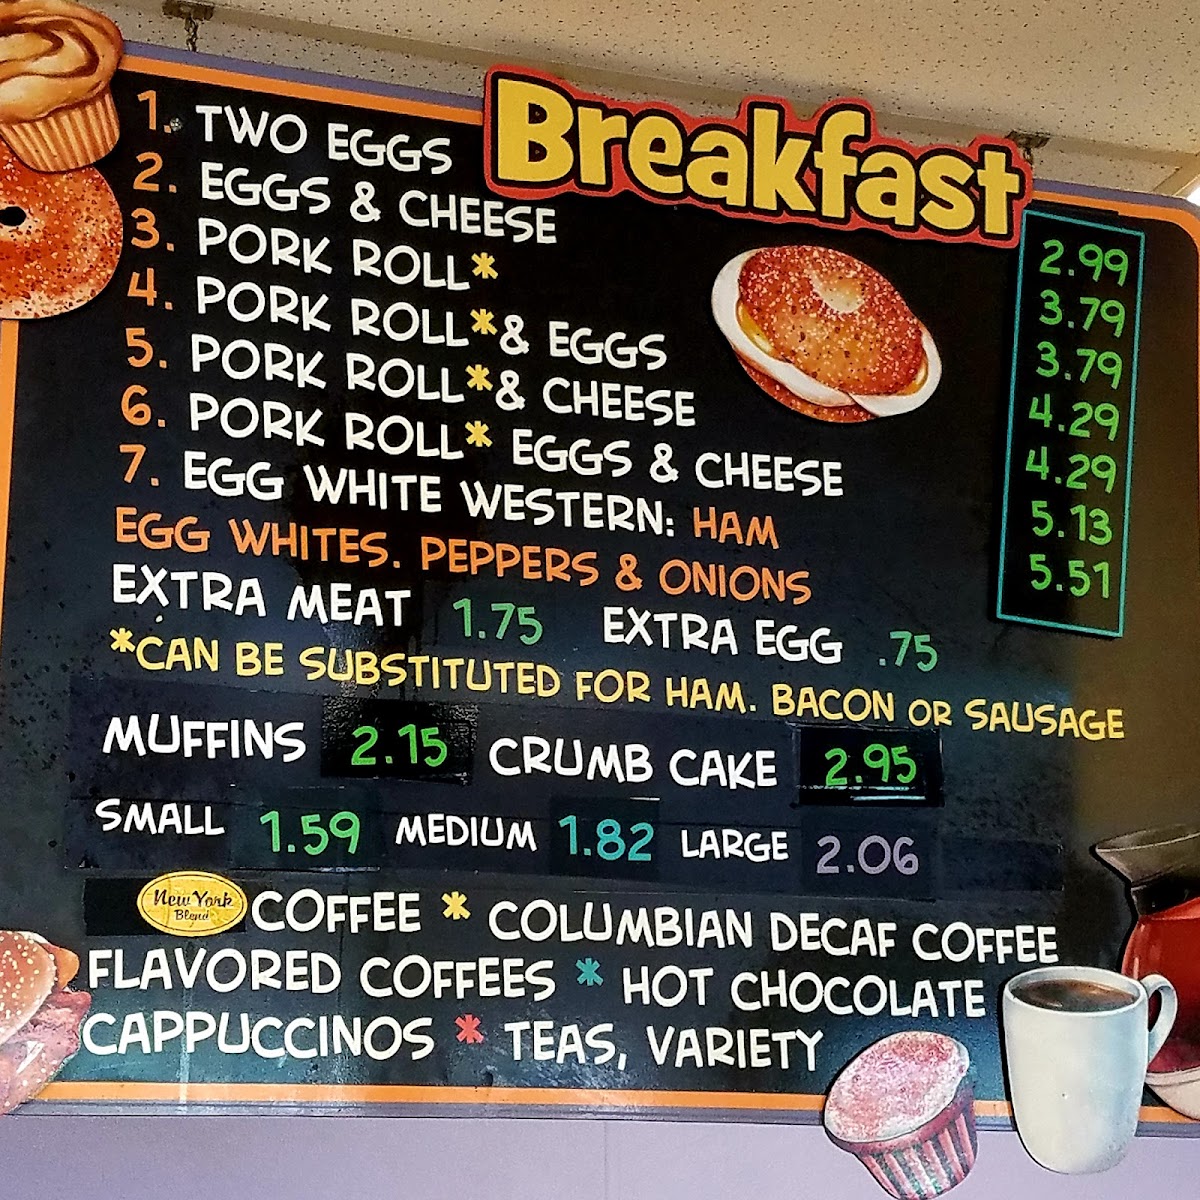 Breakfast
1. TWO EGGS 2.99
2. EGGS & CHEESE 3.79
3. PORK ROLL* 3.79
4. PORK ROLL*& EGGS 4.29
5. PORK ROLL*& CHEESE 4.29
6. PORK ROLL* EGGS & CHEESE 5.13
7. EGG WHITE WESTERN: HAM 5.51
EGG WHITES. PEPPERS & ONIONS
EXTRA MEAT 1.75 EXTRA EGG .75
*CAN BE SUBSTITUTED FOR HAM. BACON OR SAUSAGE
MUFFINS 2.15 CRUMB CAKE 2.95
SMALL 1.59 MEDIUM 1.82 LARGE 2.06
New York Blend COFFEE * COLUMBIAN DECAF COFFEE
FLAVORED COFFEES * HOT CHOCOLATE
CAPPUCCINOS * TEAS, VARIETY